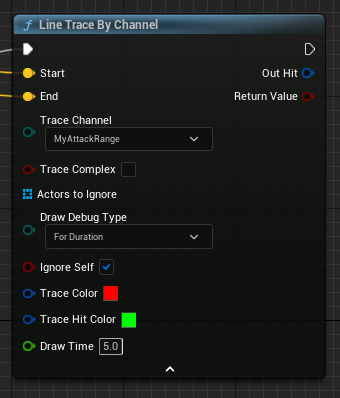 f Line Trace By Channel
Start Out Hit
End Return Value
Trace Channel
MyAttackRange
Trace Complex
Actors to Ignore
Draw Debug Type
For Duration
Ignore Self
Trace Color
Trace Hit Color
Draw Time 5.0